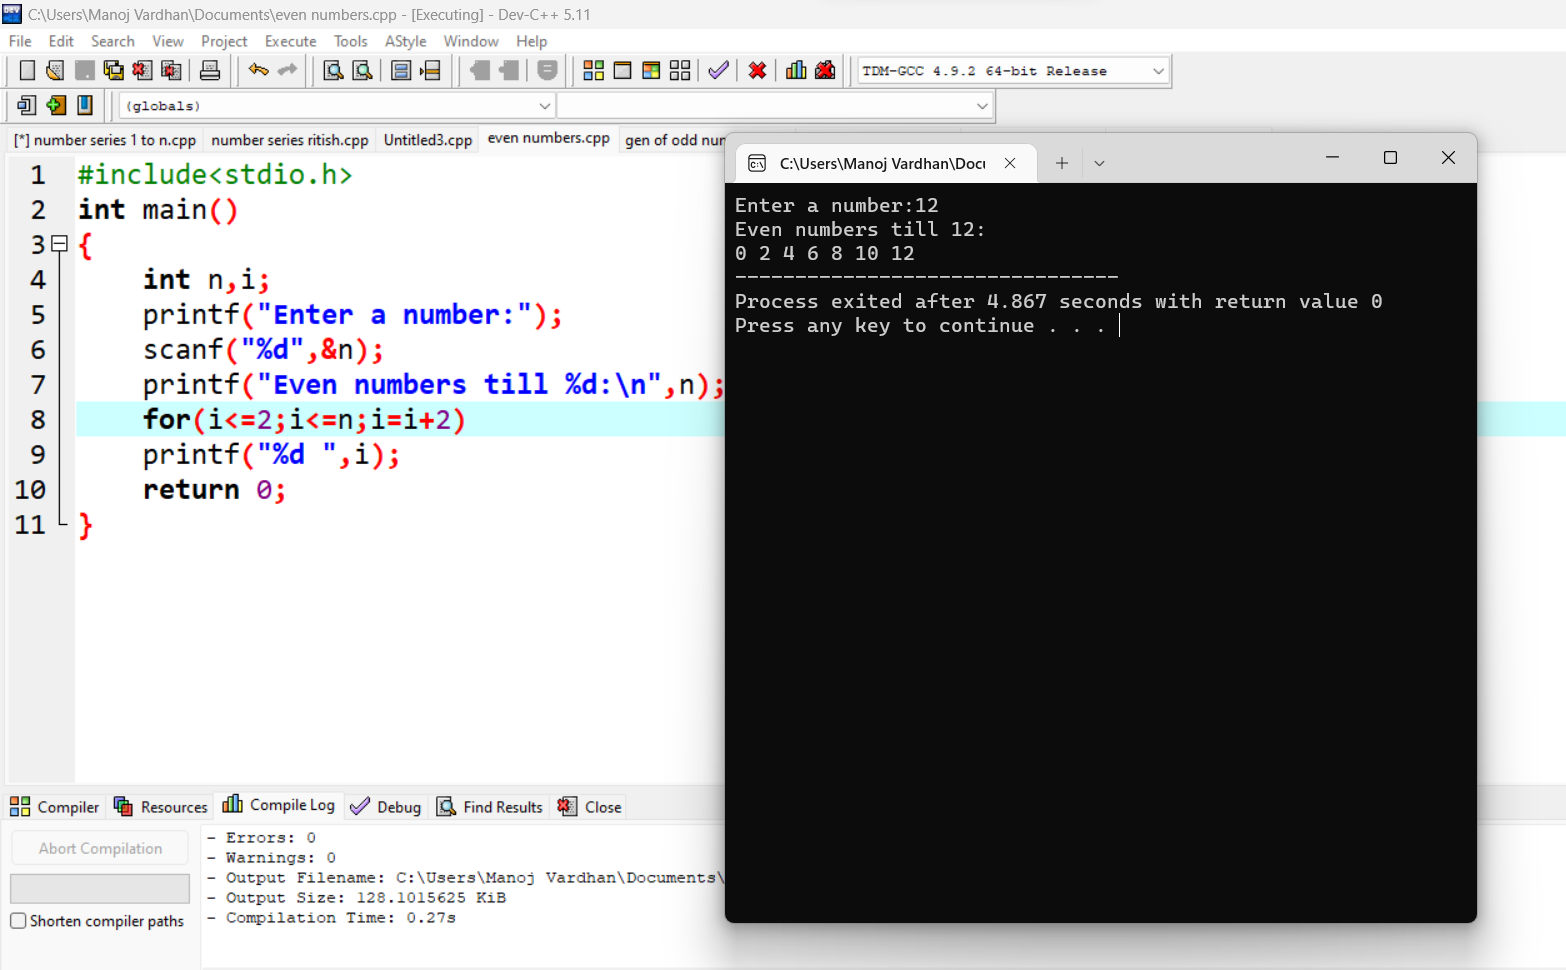 C:\Users\Manoj Vardhan\Documents\even numbers.cpp - [Executing] - Dev-C++ 5.11
File Edit Search View Project Execute Tools AStyle Window Help
TDM-GCC 4.9.2 64-bit Release
(globals)
[*] number series 1 to n.cpp number series ritish.cpp Untitled3.cpp even numbers.cpp gen of odd nur
1 #include<stdio.h>
2 int main()
3 {
4 int n,i;
5 printf("Enter a number:");
6 scanf("%d",&n);
7 printf("Even numbers till %d:\n",n);
8 for(i<=2;i<=n;i=i+2)
9 printf("%d ",i);
10 return 0;
11 }
C:\Users\Manoj Vardhan\Docu
Enter a number:12
Even numbers till 12:
0 2 4 6 8 10 12
--------------------------------
Process exited after 4.867 seconds with return value 0
Press any key to continue . . .
Compiler Resources Compile Log Debug Find Results Close
Abort Compilation
Shorten compiler paths
- Errors: 0
- Warnings: 0
- Output Filename: C:\Users\Manoj Vardhan\Documents\
- Output Size: 128.1015625 KiB
- Compilation Time: 0.27s